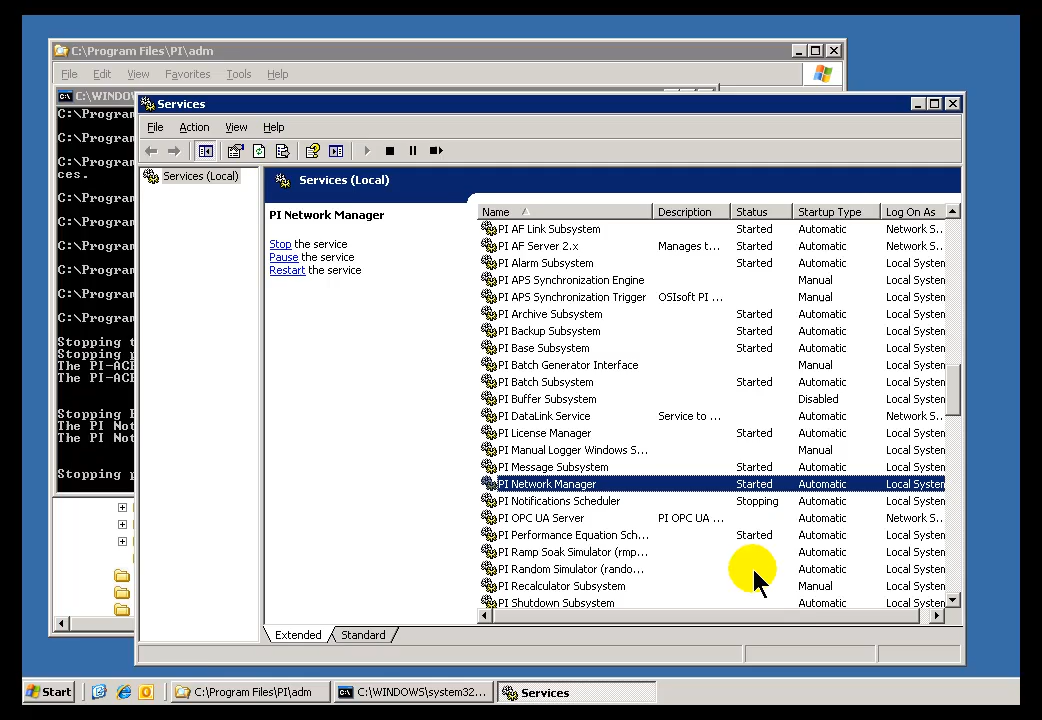 C:\Program Files\PI\adm
File Edit View Favorites Tools Help
C:\WINDO
C:\Program
C:\Program
C:\Program
ces.
C:\Program
C:\Program
C:\Program
C:\Program
C:\Program
C:\Program
Stopping t
Stopping p
The PI-ACE
The PI-ACE
Stopping
The PI Not
The PI Not
Stopping p
Services
File Action View Help
Services (Local)
Services (Local)
PI Network Manager
Stop the service
Pause the service
Restart the service
Name Description Status Startup Type Log On As
PI AF Link Subsystem Started Automatic Network S...
PI AF Server 2.x Manages t... Started Automatic Network S...
PI Alarm Subsystem Started Automatic Local System
PI APS Synchronization Engine Manual Local System
PI APS Synchronization Trigger OSIsoft PI ... Manual Local System
PI Archive Subsystem Started Automatic Local System
PI Backup Subsystem Started Automatic Local System
PI Base Subsystem Started Automatic Local System
PI Batch Generator Interface Manual Local System
PI Batch Subsystem Started Automatic Local System
PI Buffer Subsystem Disabled Local System
PI DataLink Service Service to ... Automatic Network S...
PI License Manager Started Automatic Local System
PI Manual Logger Windows S... Manual Local System
PI Message Subsystem Started Automatic Local System
PI Network Manager Started Automatic Local System
PI Notifications Scheduler Stopping Automatic Local System
PI OPC UA Server PI OPC UA ... Automatic Network S...
PI Performance Equation Sch... Started Automatic Local System
PI Ramp Soak Simulator (rmp... Automatic Local System
PI Random Simulator (rando... Automatic Local System
PI Recalculator Subsystem Manual Local System
PI Shutdown Subsystem Automatic Local System
Extended Standard
Start C:\Program Files\PI\adm C:\WINDOWS\system32... Services